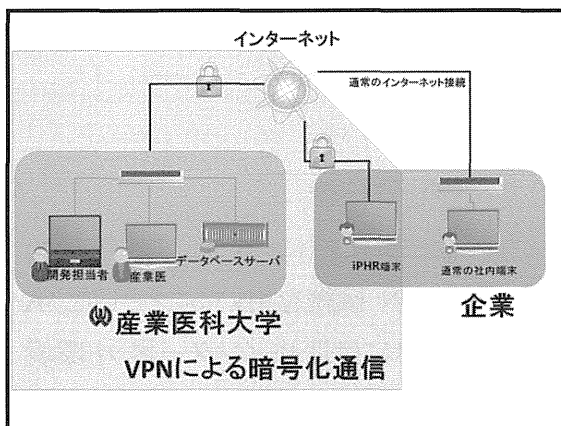 インターネット
通常のインターネット接続
開発担当者
産業医
データベースサーバ
iPHR端末
通常の社内端末
産業医科大学
企業
VPNによる暗号化通信